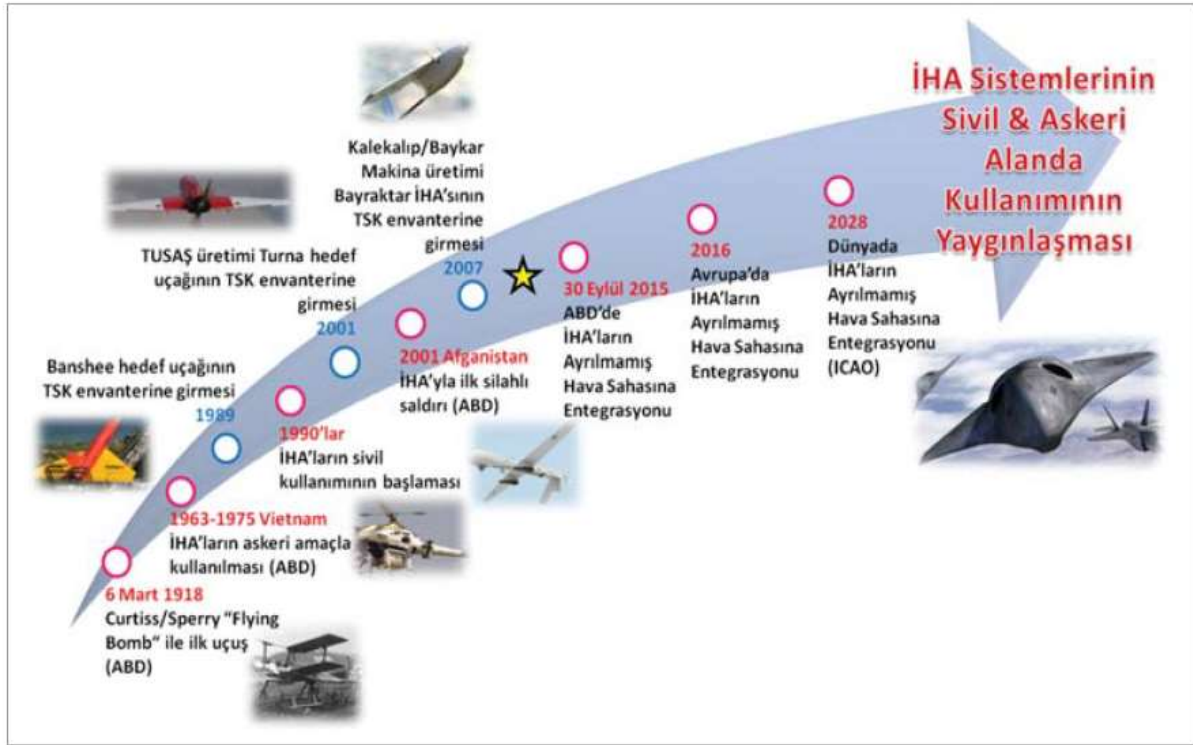 İHA Sistemlerinin
Sivil & Askeri
Alanda
Kullanımının
Yaygınlaşması
Kalekalıp/Baykar
Makina üretimi
Bayraktar İHA'sının
TSK envanterine
girmesi
2007
TUSAŞ üretimi Turna hedef
uçağının TSK envanterine
girmesi
2001
Banshee hedef uçağının
TSK envanterine girmesi
1989
6 Mart 1918
Curtiss/Sperry "Flying
Bomb" ile ilk uçuş
(ABD)
1963-1975 Vietnam
İHA'ların askeri amaçla
kullanılması (ABD)
1990'lar
İHA'ların sivil
kullanımının başlaması
2001 Afganistan
İHA'yla ilk silahlı
saldırı (ABD)
30 Eylül 2015
ABD'de
İHA'ların
Ayrılmamış
Hava Sahasına
Entegrasyonu
2016
Avrupa'da
İHA'ların
Ayrılmamış
Hava Sahasına
Entegrasyonu
2028
Dünyada
İHA'ların
Ayrılmamış
Hava Sahasına
Entegrasyonu
(ICAO)